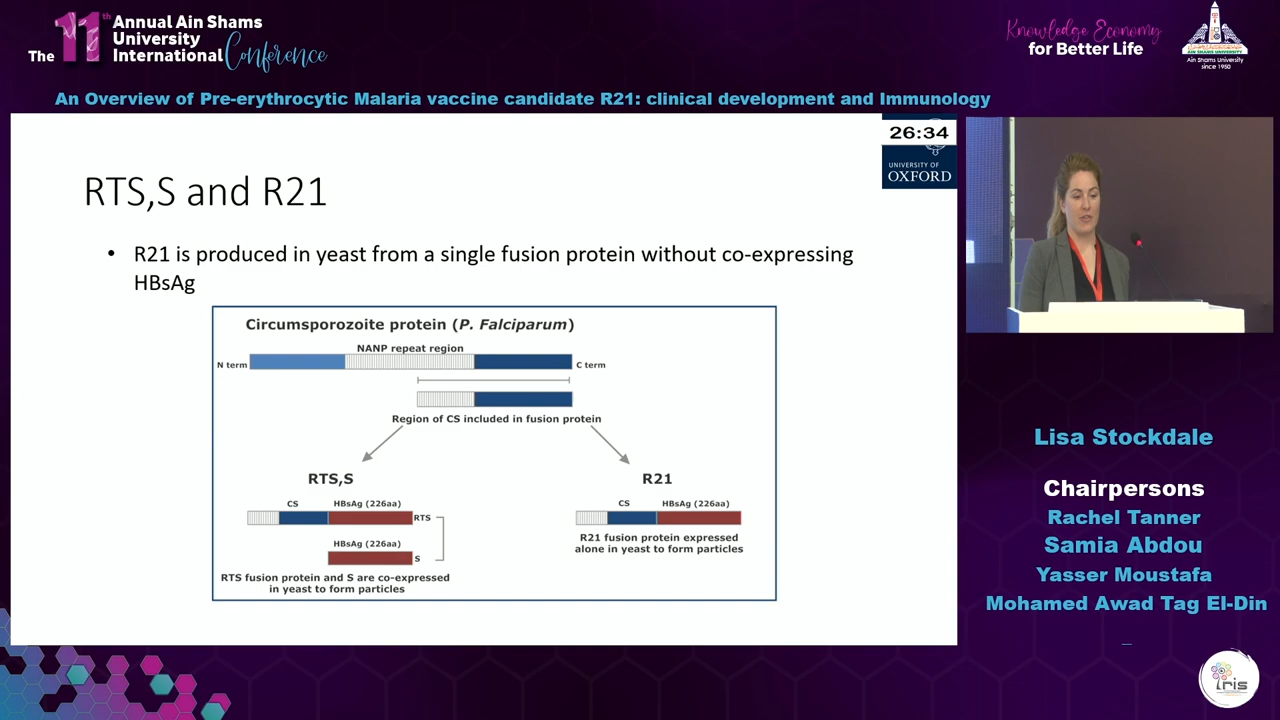 The 11th Annual Ain Shams
University
International Conference
Knowledge Economy
for Better Life
AIN SHAMS UNIVERSITY
Ain Shams University
since 1950
An Overview of Pre-erythrocytic Malaria vaccine candidate R21: clinical development and Immunology
26:34
UNIVERSITY OF
OXFORD
RTS,S and R21
• R21 is produced in yeast from a single fusion protein without co-expressing
HBsAg
Circumsporozoite protein (P. Falciparum)
NANP repeat region
N term
C term
Region of CS included in fusion protein
RTS,S
CS HBsAg (226aa)
RTS
HBsAg (226aa)
S
RTS fusion protein and S are co-expressed
in yeast to form particles
R21
CS HBsAg (226aa)
R21 fusion protein expressed
alone in yeast to form particles
Lisa Stockdale
Chairpersons
Rachel Tanner
Samia Abdou
Yasser Moustafa
Mohamed Awad Tag El-Din
iris